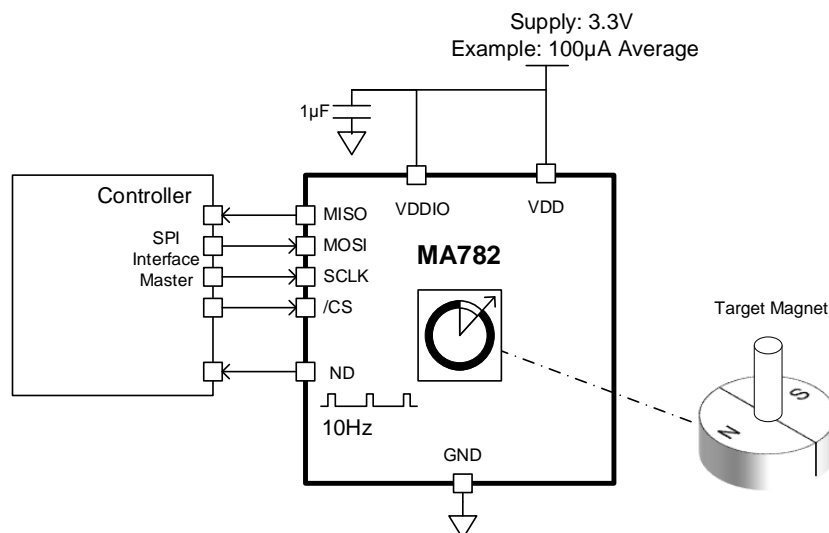 Supply: 3.3V
Example: 100µA Average
1µF
Controller
SPI
Interface
Master
MISO
MOSI
SCLK
/CS
ND
10Hz
VDDIO
VDD
MA782
GND
Target Magnet
S
N